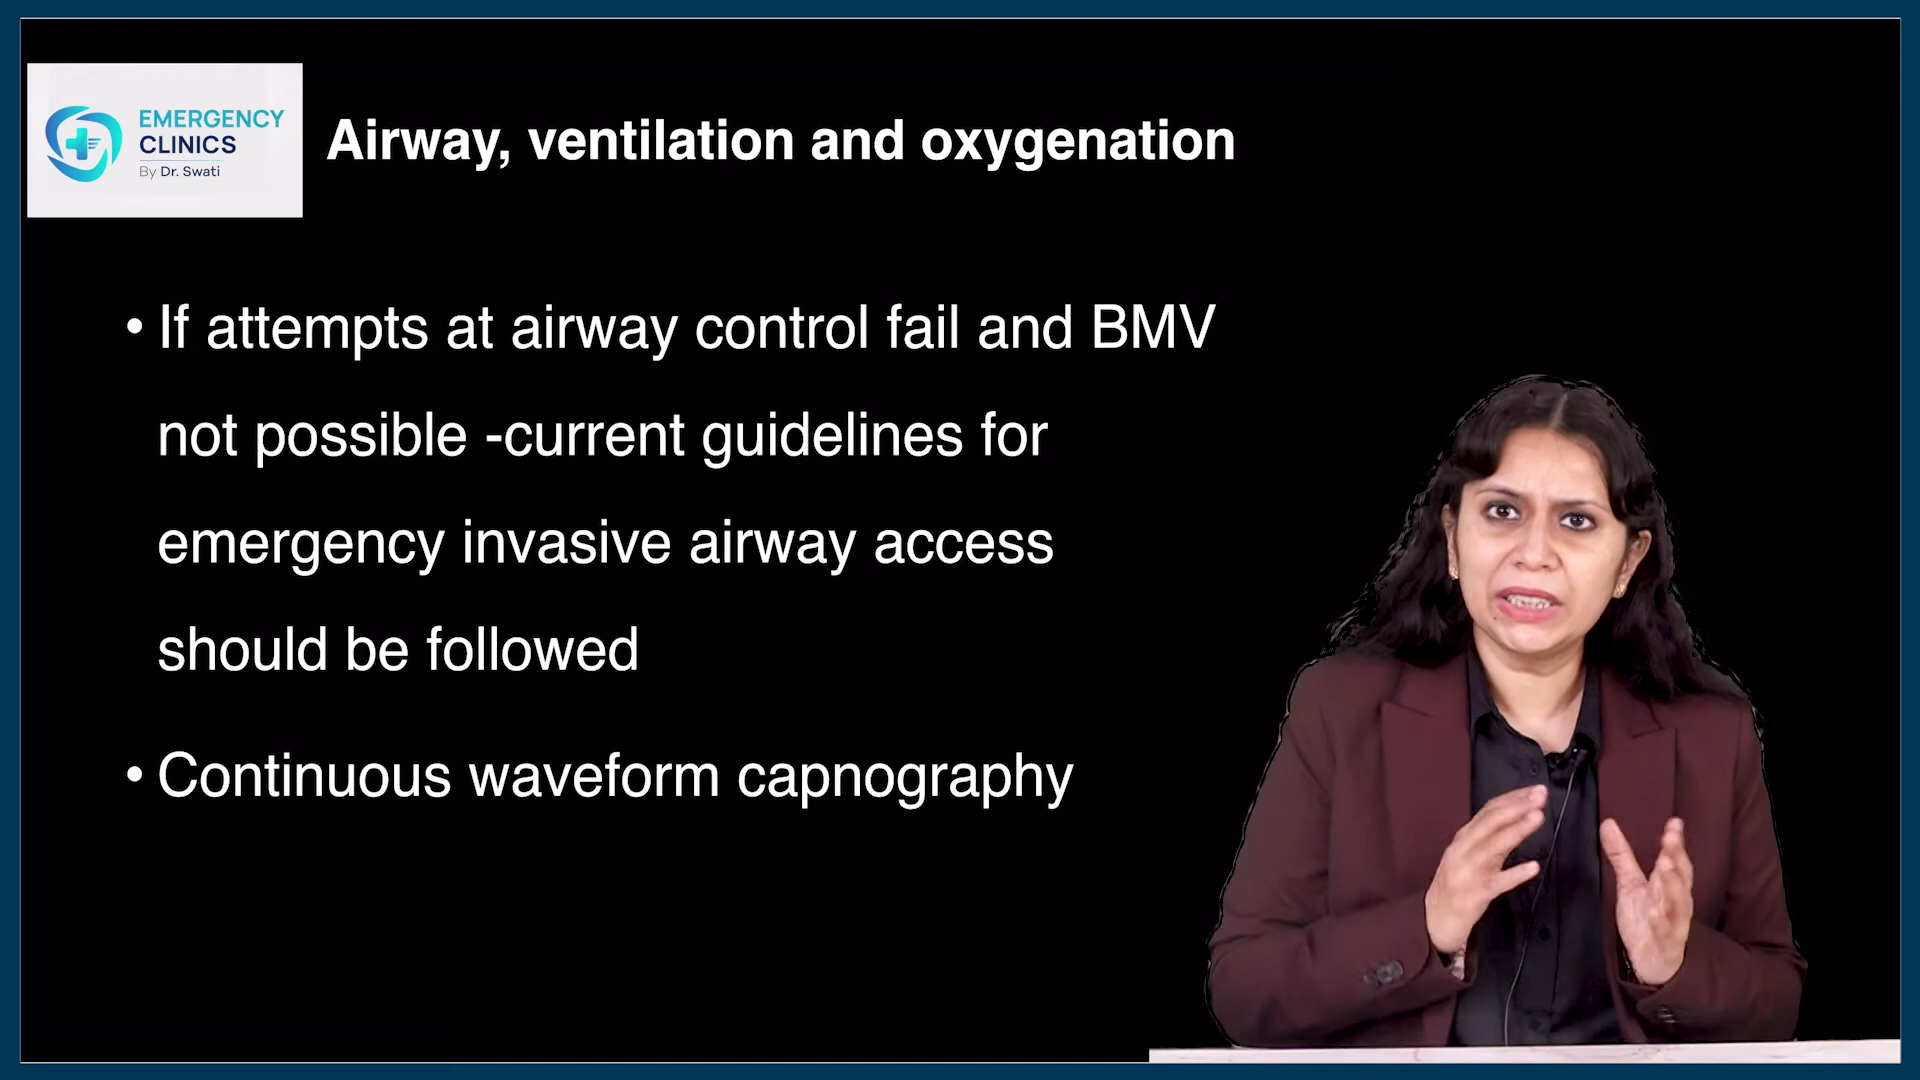 EMERGENCY
CLINICS
By Dr. Swati
Airway, ventilation and oxygenation
• If attempts at airway control fail and BMV
not possible -current guidelines for
emergency invasive airway access
should be followed
• Continuous waveform capnography